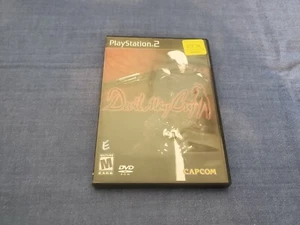 PlayStation 2
Devil May Cry
E
M
DVD
CAPCOM